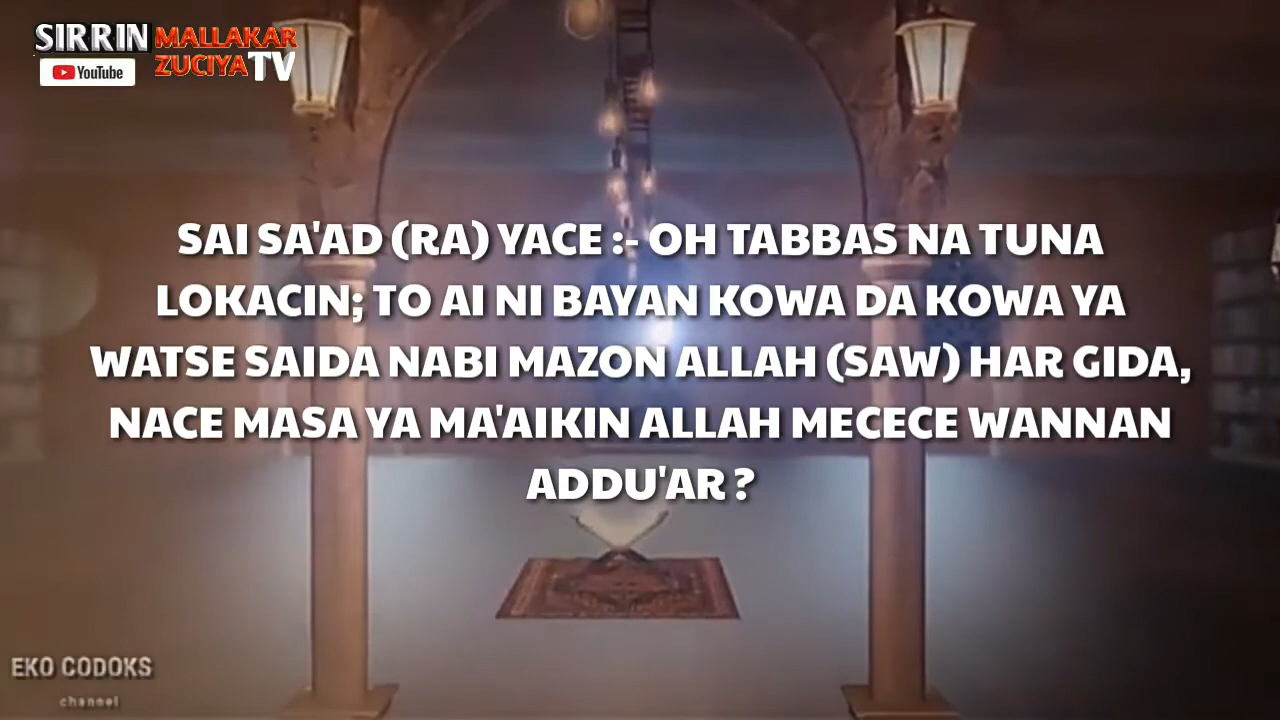 SIRRIN MALLAKAR
YouTube ZUCIYA TV
SAI SA'AD (RA) YACE :- OH TABBAS NA TUNA
LOKACIN; TO AI NI BAYAN KOWA DA KOWA YA
WATSE SAIDA NABI MAZON ALLAH (SAW) HAR GIDA,
NACE MASA YA MA'AIKIN ALLAH MECECE WANNAN
ADDU'AR ?
EKO CODOKS
channel